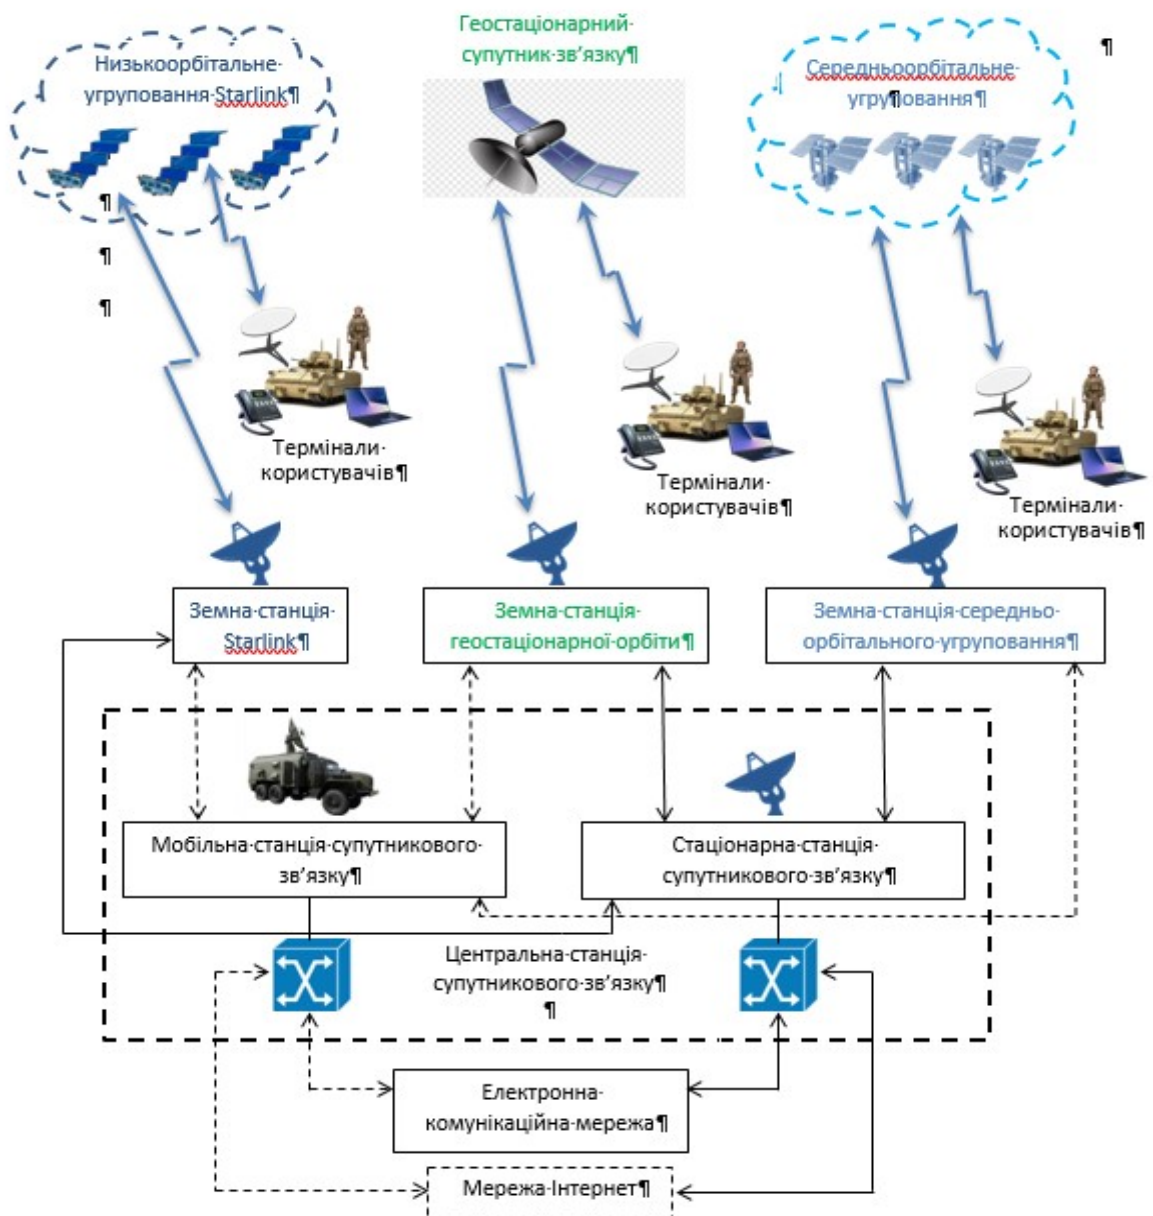 Геостаціонарний
супутник зв’язку¶
Низькоорбітальне
угруповання Starlink¶
Середньоорбітальне
угруповання¶
¶
¶
¶
¶
¶
Термінали
користувачів¶
Термінали
користувачів¶
Термінали
користувачів¶
Земна станція
Starlink¶
Земна станція
геостаціонарної орбіти¶
Земна станція середньо
орбітального угруповання¶
Мобільна станція супутникового
зв’язку¶
Стаціонарна станція
супутникового зв’язку¶
Центральна станція
супутникового зв’язку¶
¶
Електронна
комунікаційна мережа¶
Мережа Інтернет¶